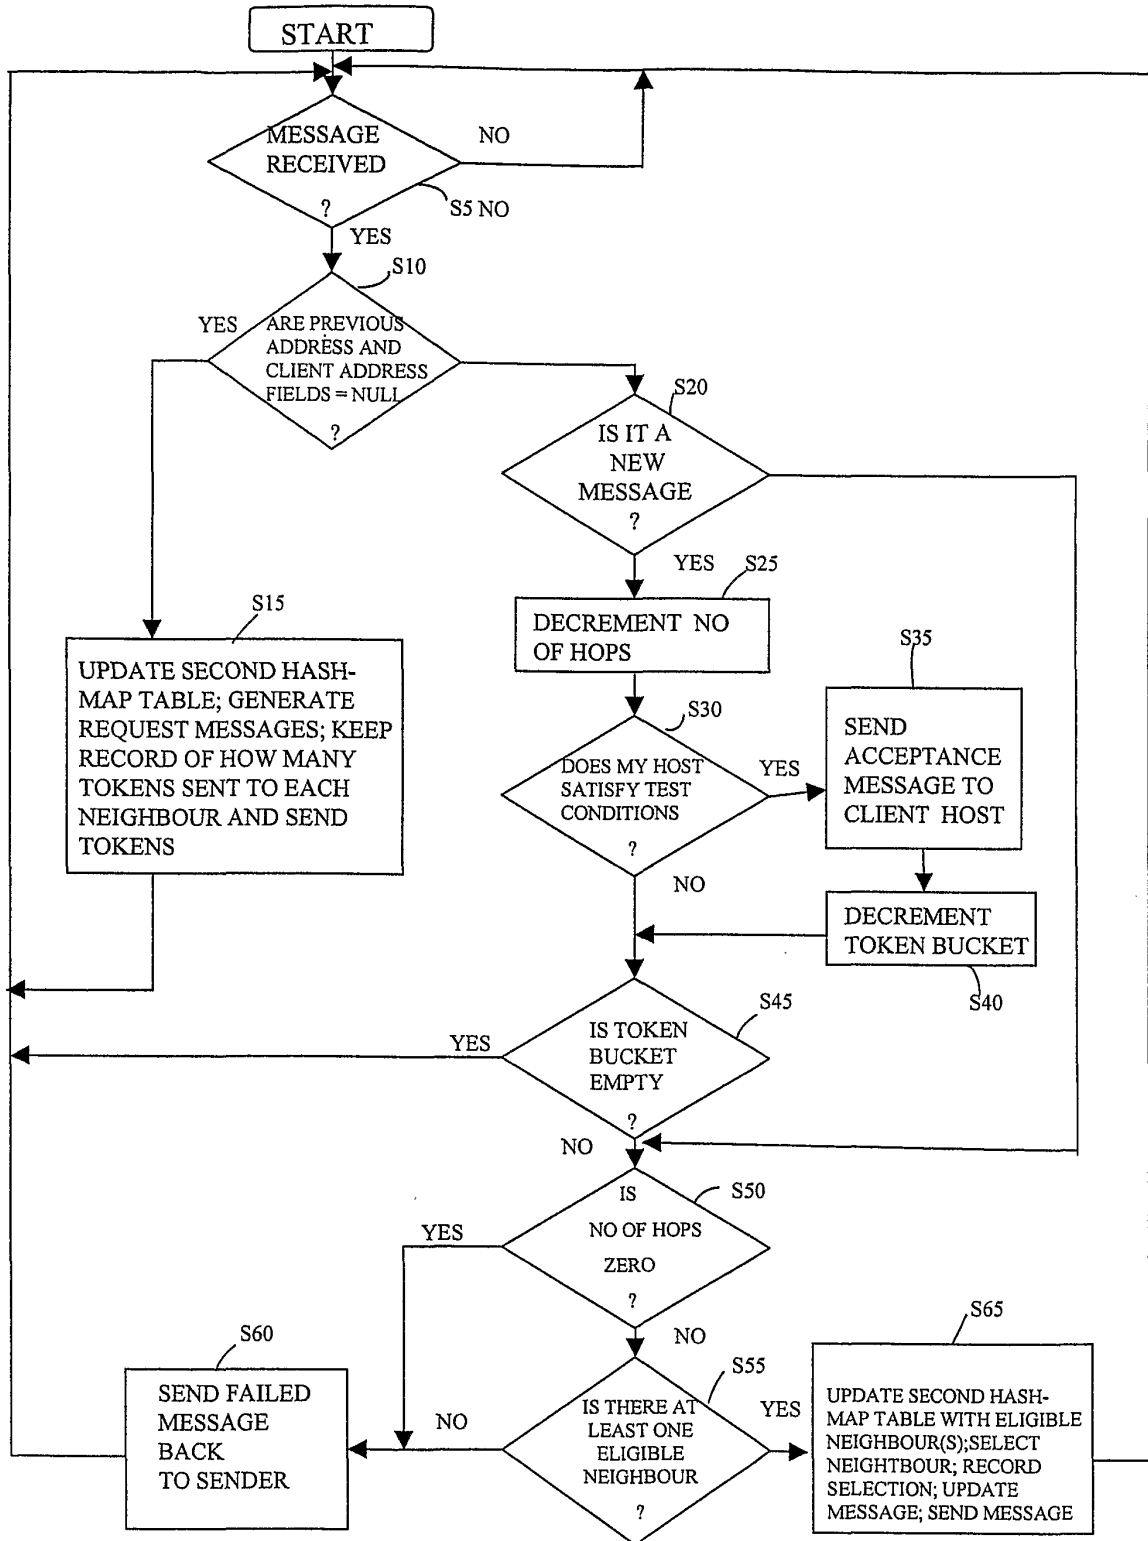 START
MESSAGE
RECEIVED
?
NO
S5 NO
YES
S10
YES
ARE PREVIOUS
ADDRESS AND
CLIENT ADDRESS
FIELDS = NULL
?
S20
IS IT A
NEW
MESSAGE
?
YES
S25
DECREMENT NO
OF HOPS
S15
UPDATE SECOND HASH-
MAP TABLE; GENERATE
REQUEST MESSAGES; KEEP
RECORD OF HOW MANY
TOKENS SENT TO EACH
NEIGHBOUR AND SEND
TOKENS
S30
DOES MY HOST
SATISFY TEST
CONDITIONS
?
YES
NO
S35
SEND
ACCEPTANCE
MESSAGE TO
CLIENT HOST
DECREMENT
TOKEN BUCKET
S40
S45
IS TOKEN
BUCKET
EMPTY
?
YES
NO
S50
IS
NO OF HOPS
ZERO
?
YES
NO
S55
IS THERE AT
LEAST ONE
ELIGIBLE
NEIGHBOUR
?
NO
YES
S60
SEND FAILED
MESSAGE
BACK
TO SENDER
S65
UPDATE SECOND HASH-
MAP TABLE WITH ELIGIBLE
NEIGHBOUR(S);SELECT
NEIGHTBOUR; RECORD
SELECTION; UPDATE
MESSAGE; SEND MESSAGE